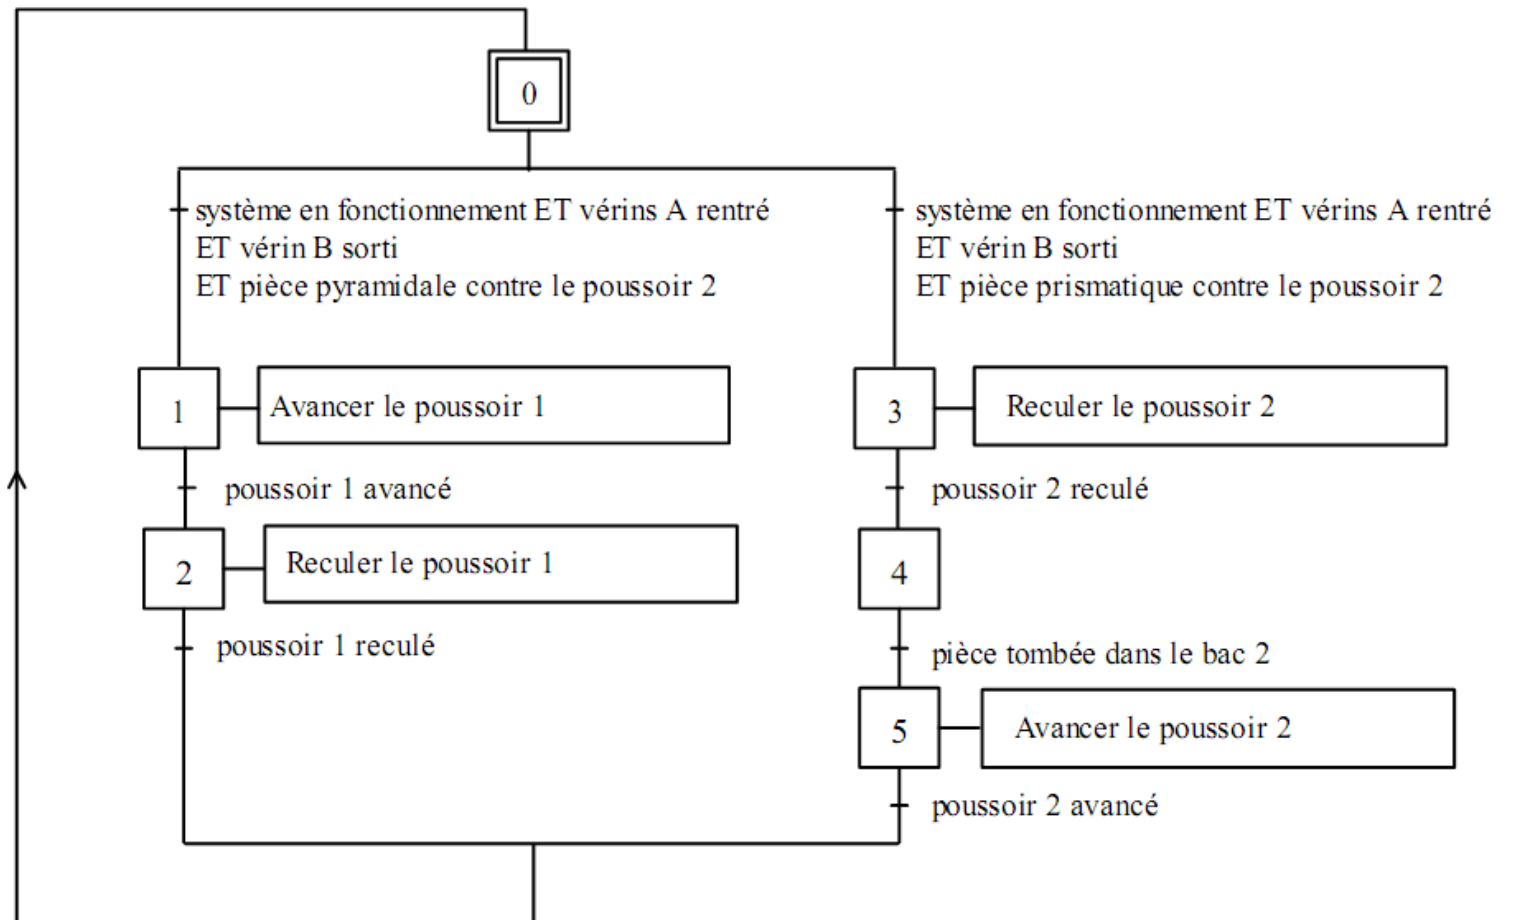 0
système en fonctionnement ET vérins A rentré
ET vérin B sorti
ET pièce pyramidale contre le poussoir 2
système en fonctionnement ET vérins A rentré
ET vérin B sorti
ET pièce prismatique contre le poussoir 2
1
Avancer le poussoir 1
3
Reculer le poussoir 2
poussoir 1 avancé
poussoir 2 reculé
2
Reculer le poussoir 1
4
poussoir 1 reculé
pièce tombée dans le bac 2
5
Avancer le poussoir 2
poussoir 2 avancé